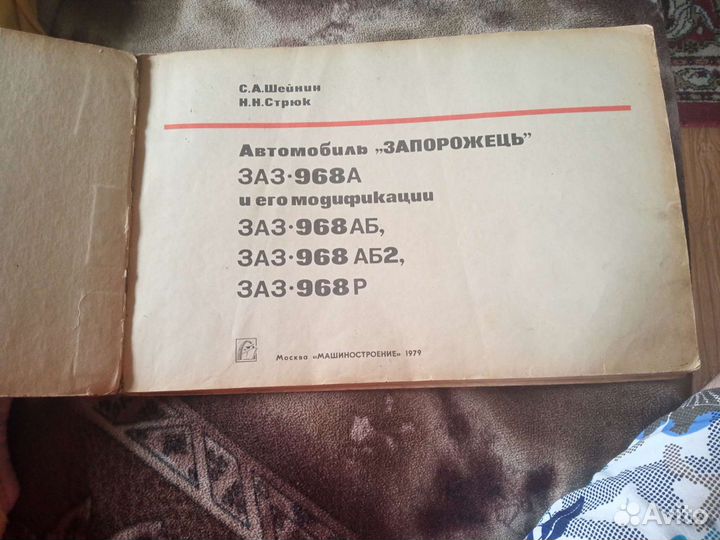 С.А.Шейнин
Н.Н.Стрюк
Автомобиль „ЗАПОРОЖЕЦЬ"
ЗАЗ·968А
и его модификации
ЗАЗ·968АБ,
ЗАЗ·968 АБ2,
ЗАЗ·968Р
Москва «МАШИНОСТРОЕНИЕ» 1979
Avito